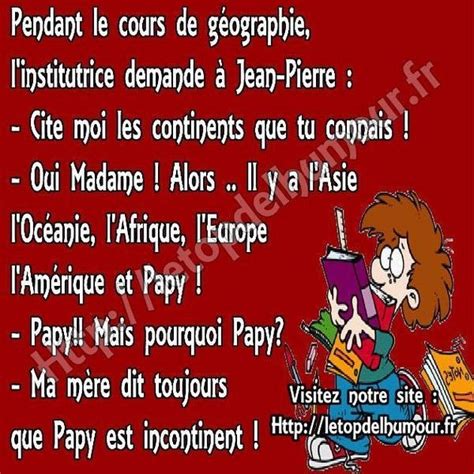 Pendant le cours de géographie,
l'institutrice demande à Jean-Pierre :
- Cite moi les continents que tu connais !
- Oui Madame ! Alors .. Il y a l'Asie
l'Océanie, l'Afrique, l'Europe
l'Amérique et Papy !
- Papy!! Mais pourquoi Papy?
- Ma mère dit toujours
que Papy est incontinent !
Visitez notre site :
Http://letopdelhumour.fr
Http://letopdelhumour.fr